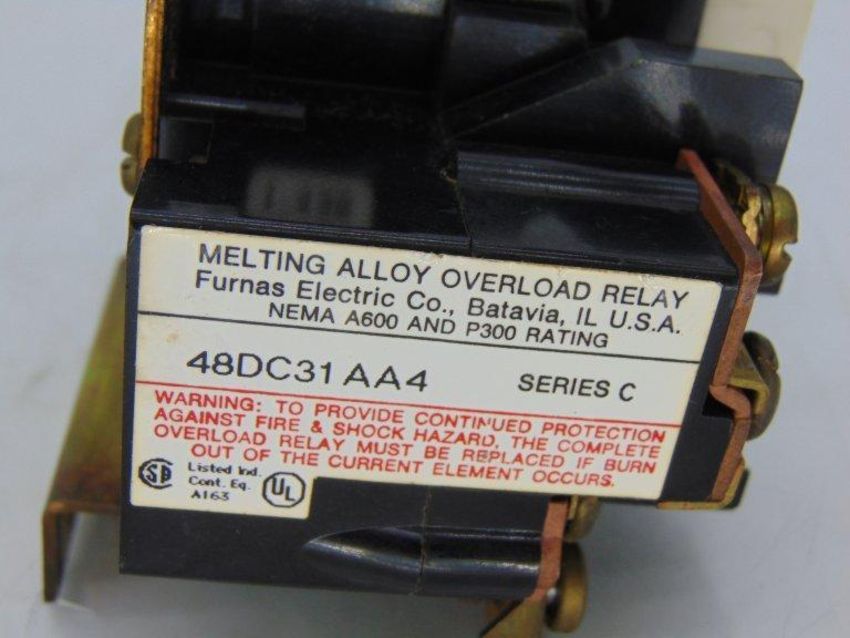 MELTING ALLOY OVERLOAD RELAY
Furnas Electric Co., Batavia, IL U.S.A.
NEMA A600 AND P300 RATING
48DC31AA4 SERIES C
WARNING: TO PROVIDE CONTINUED PROTECTION
AGAINST FIRE & SHOCK HAZARD, THE COMPLETE
OVERLOAD RELAY MUST BE REPLACED IF BURN
OUT OF THE CURRENT ELEMENT OCCURS.
SA Listed Ind. UL
Cont. Eq.
A163